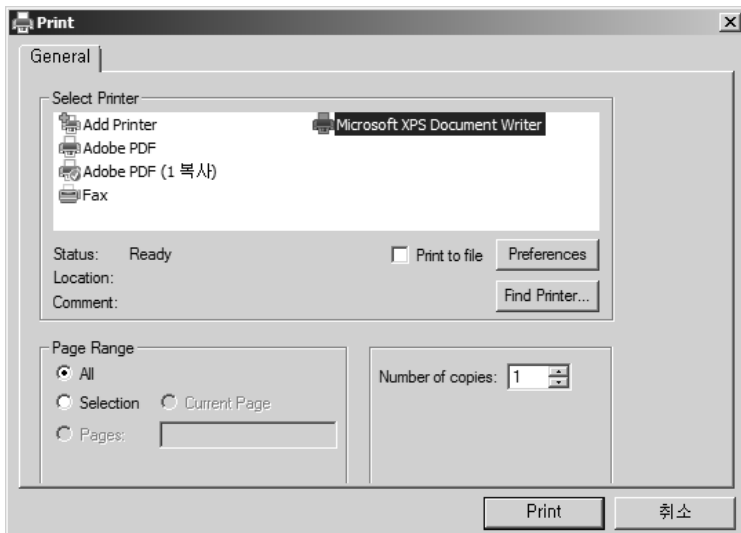 Print
General
Select Printer
Add Printer
Microsoft XPS Document Writer
Adobe PDF
Adobe PDF (1 복사)
Fax
Status: Ready
Print to file
Preferences
Location:
Find Printer...
Comment:
Page Range
All
Number of copies: 1
Selection Current Page
Pages:
Print 취소